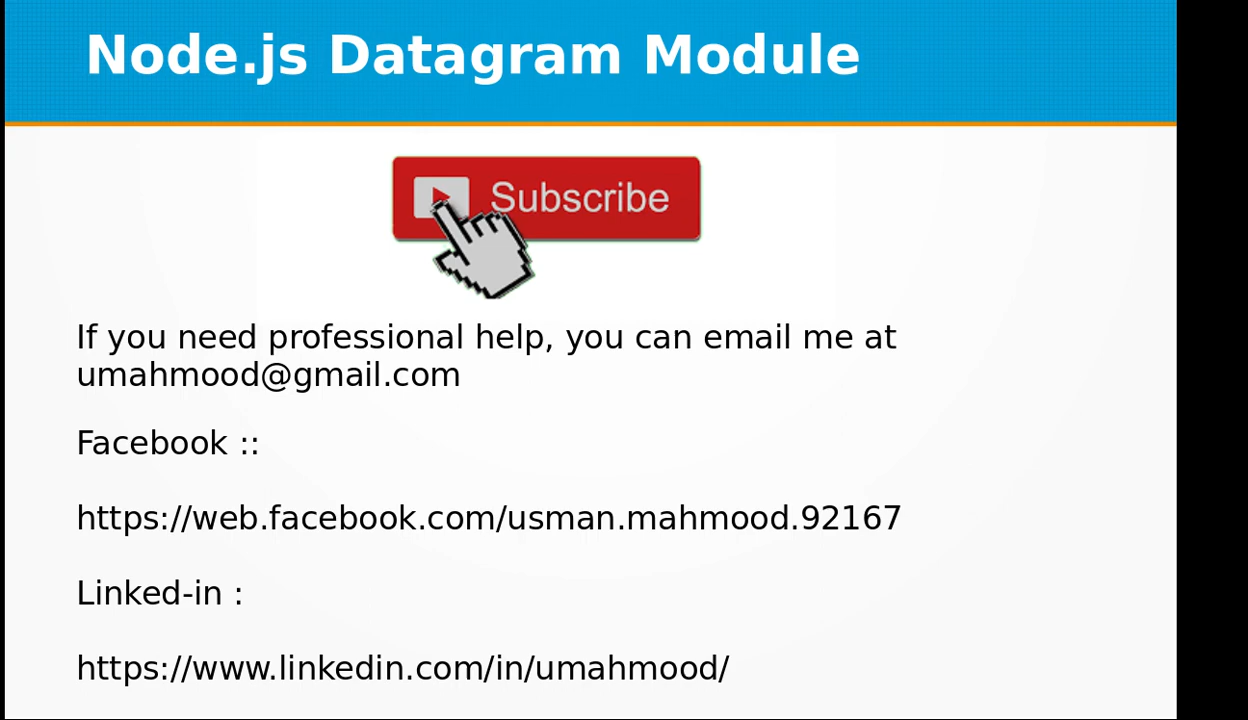 Node.js Datagram Module
Subscribe
If you need professional help, you can email me at
umahmood@gmail.com
Facebook ::
https://web.facebook.com/usman.mahmood.92167
Linked-in :
https://www.linkedin.com/in/umahmood/